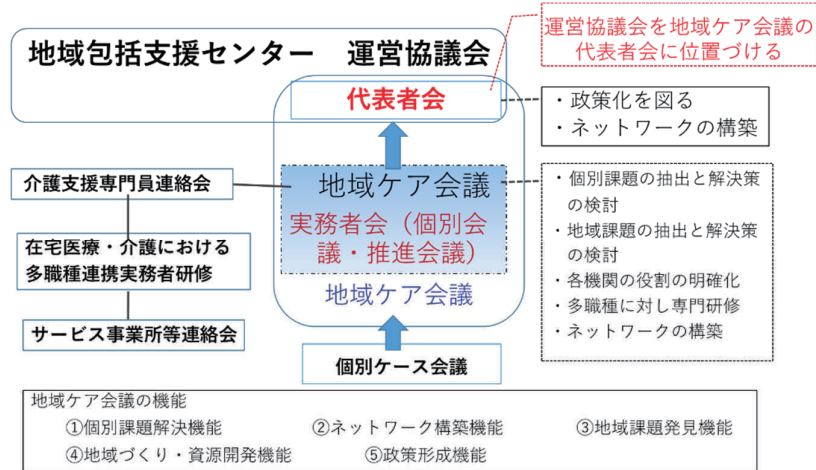 運営協議会を地域ケア会議の
代表者会に位置づける
地域包括支援センター　運営協議会
代表者会
・政策化を図る
・ネットワークの構築
介護支援専門員連絡会
地域ケア会議
実務者会（個別会
議・推進会議）
地域ケア会議
・個別課題の抽出と解決策
の検討
・地域課題の抽出と解決策
の検討
・各機関の役割の明確化
・多職種に対し専門研修
・ネットワークの構築
在宅医療・介護における
多職種連携実務者研修
サービス事業所等連絡会
個別ケース会議
地域ケア会議の機能
①個別課題解決機能　②ネットワーク構築機能　③地域課題発見機能
④地域づくり・資源開発機能　⑤政策形成機能